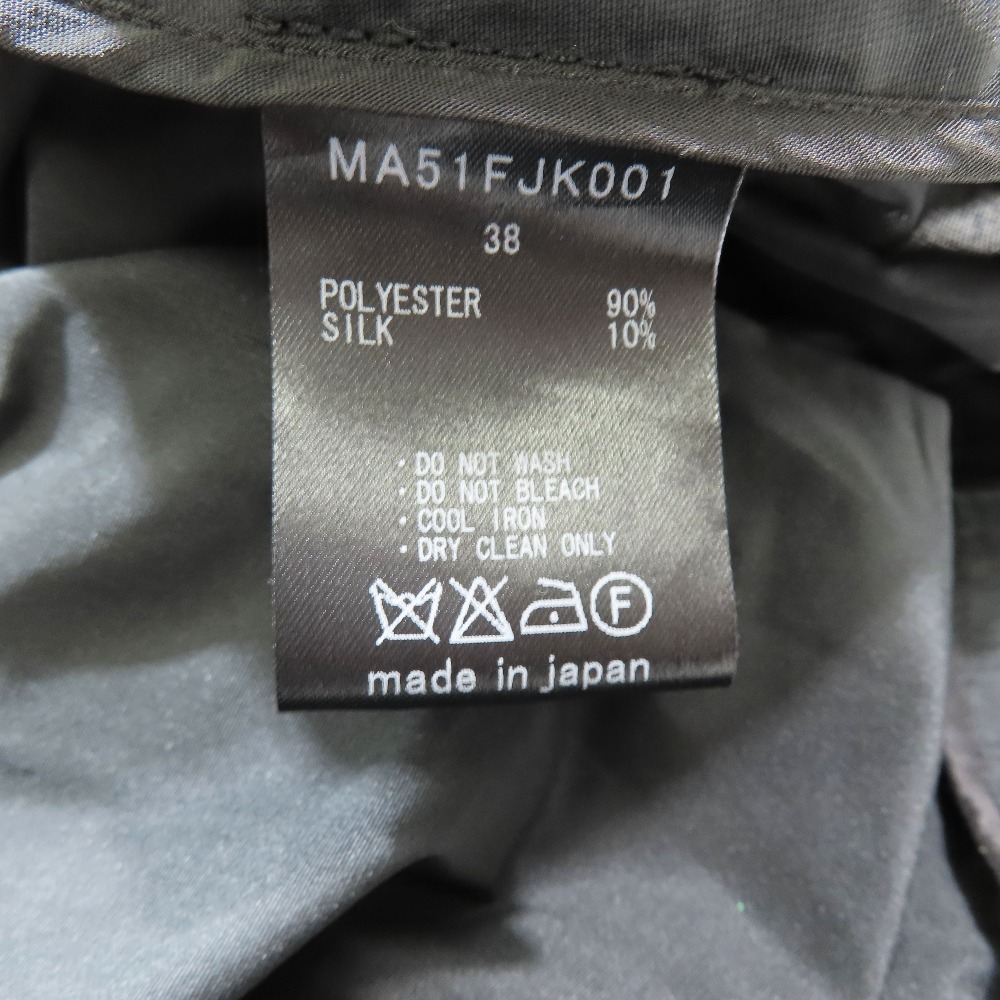 MA51FJK001
38
POLYESTER 90%
SILK 10%
・DO NOT WASH
・DO NOT BLEACH
・COOL IRON
・DRY CLEAN ONLY
F
made in japan